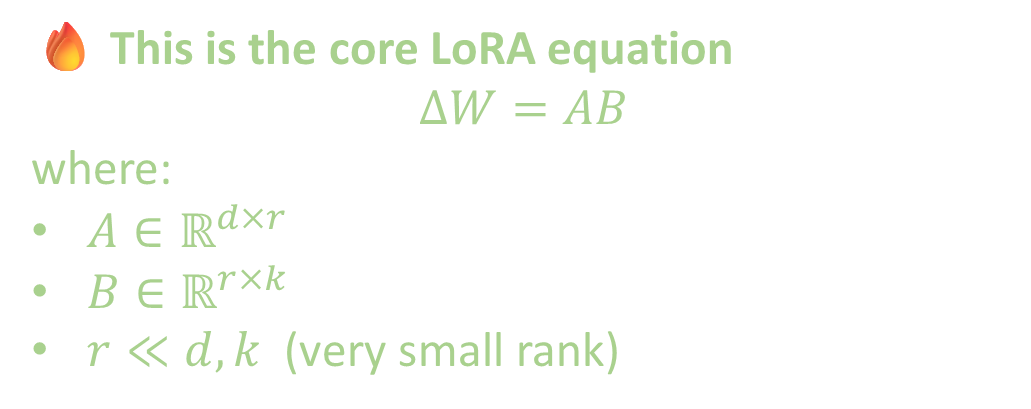 🔥 This is the core LoRA equation
Δ𝑊 = 𝐴𝐵
where:
• 𝐴 ∈ ℝ^{𝑑×𝑟}
• 𝐵 ∈ ℝ^{𝑟×𝑘}
• 𝑟 ≪ 𝑑, 𝑘 (very small rank)